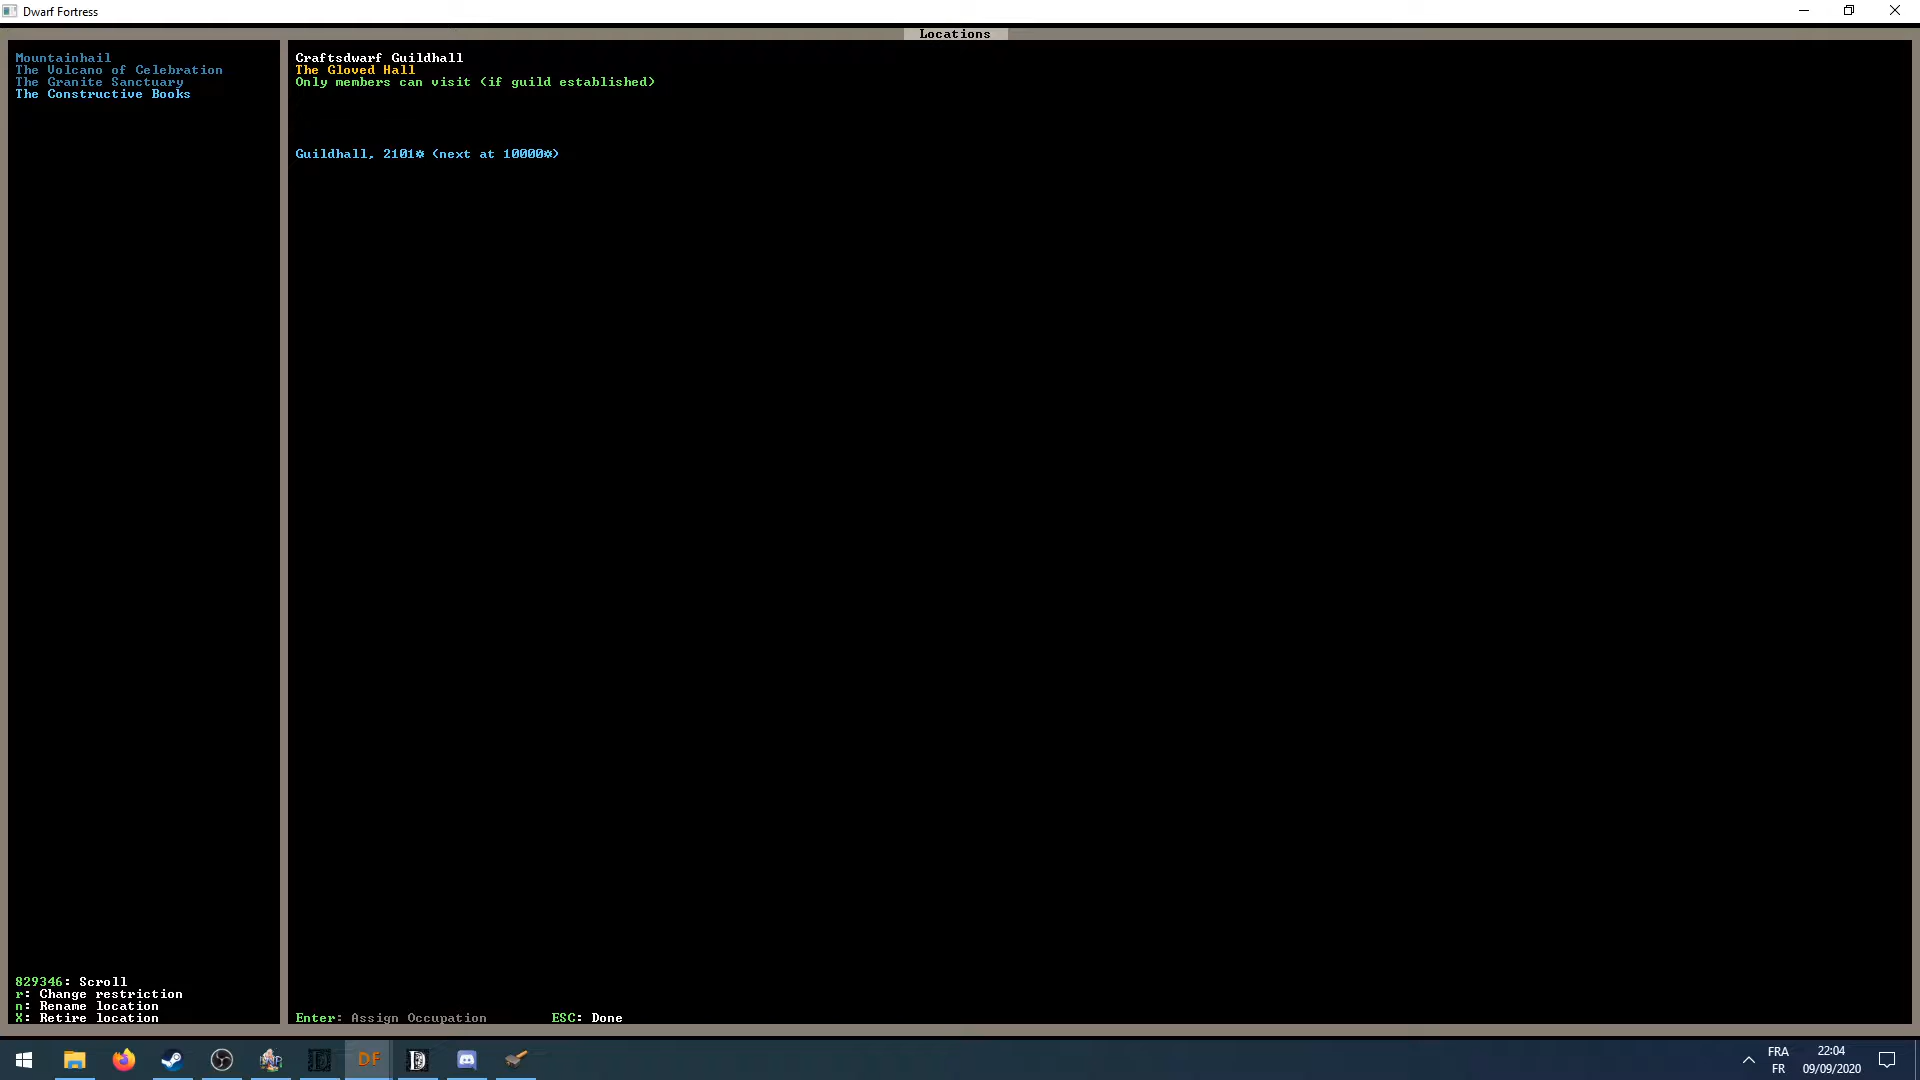 Dwarf Fortress
Locations
Mountainhail
The Volcano of Celebration
The Granite Sanctuary
The Constructive Books
Craftsdwarf Guildhall
The Gloved Hall
Only members can visit (if guild established)
Guildhall, 2101☼ (next at 10000☼)
829346: Scroll
r: Change restriction
n: Rename location
X: Retire location
Enter: Assign Occupation
ESC: Done
DF
FRA
FR
22:04
09/09/2020